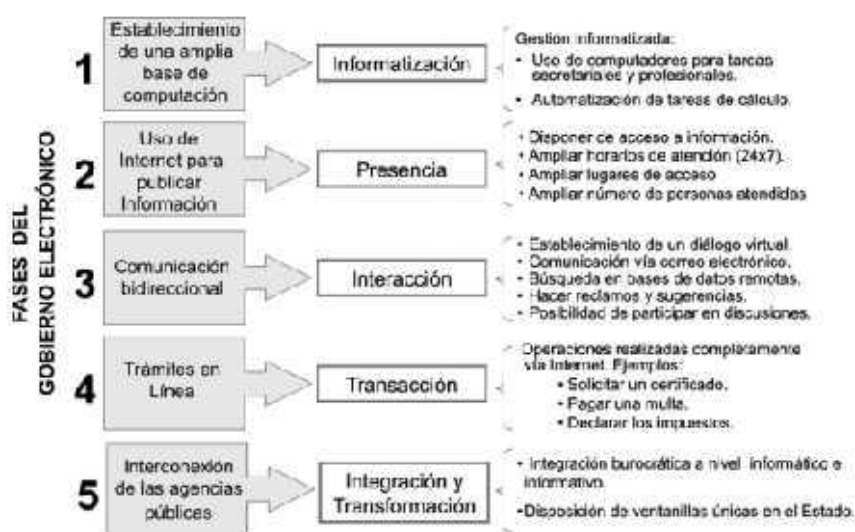 FASES DEL
GOBIERNO ELECTRÓNICO
1
Establecimiento
de una amplia
base de
computación
Informatización
Gestión Informatizada:
• Uso de computadores para tareas
secretariales y profesionales.
• Automatización de tareas de cálculo.
2
Uso de
Internet para
publicar
Información
Presencia
• Disponer de acceso a información.
• Ampliar horarios de atención (24x7).
• Ampliar lugares de acceso
• Ampliar número de personas atendidas
3
Comunicación
bidireccional
Interacción
• Establecimiento de un diálogo virtual.
• Comunicación vía correo electrónico.
• Búsqueda en bases de datos remotas.
• Hacer reclamos y sugerencias.
• Posibilidad de participar en discusiones.
4
Trámites en
Línea
Transacción
Operaciones realizadas completamente
vía Internet. Ejemplos:
• Solicitar un certificado.
• Pagar una multa.
• Declarar los impuestos.
5
Interconexión
de las agencias
públicas
Integración y
Transformación
• Integración burocrática a nivel informático e
informativo.
• Disposición de ventanillas únicas en el Estado.